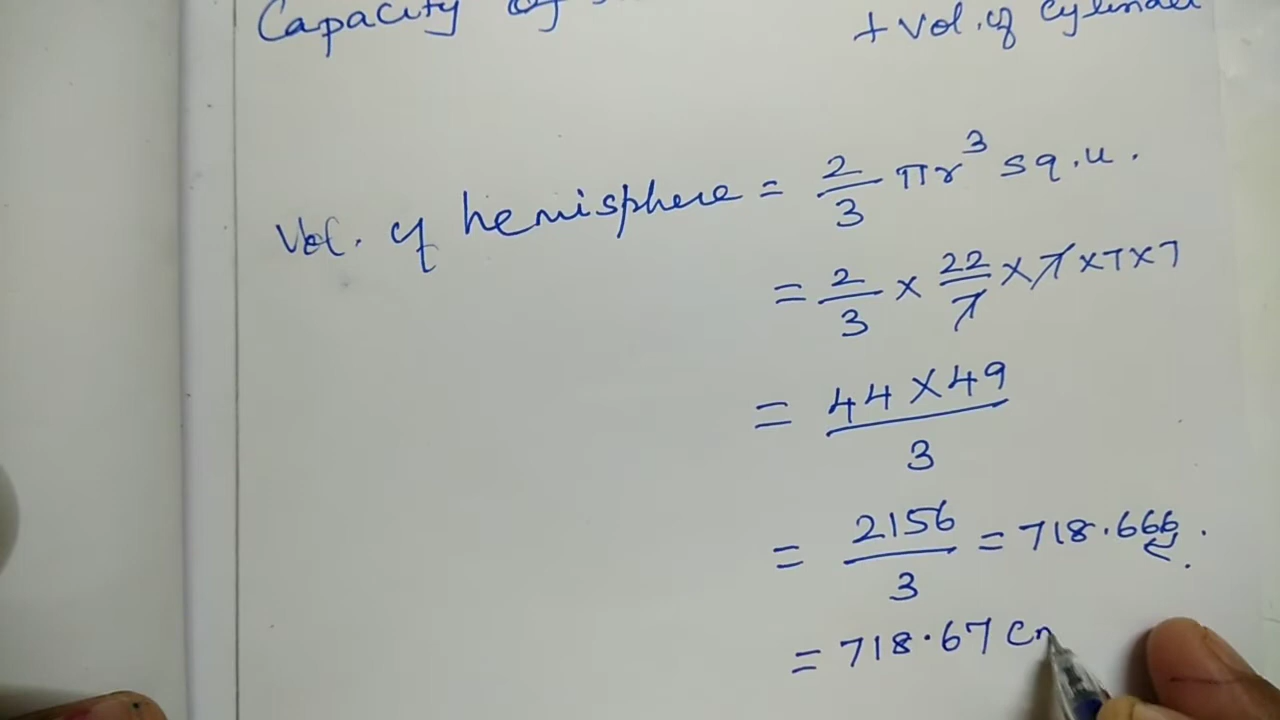 Capacity of
+ Vol. of cylinder
Vol. of hemisphere = 2/3 πr³ sq.u.
= 2/3 × 22/7 × 7×7×7
= 44×49/3
= 2156/3 = 718.666.
= 718.67 cm